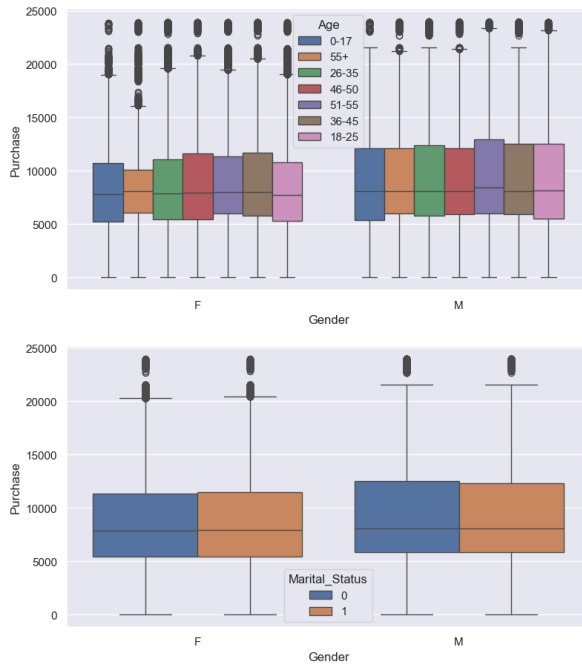 25000
20000
15000
10000
5000
0
Purchase
Age
0-17
55+
26-35
46-50
51-55
36-45
18-25
F
M
Gender
25000
20000
15000
10000
5000
0
Purchase
Marital_Status
0
1
F
M
Gender